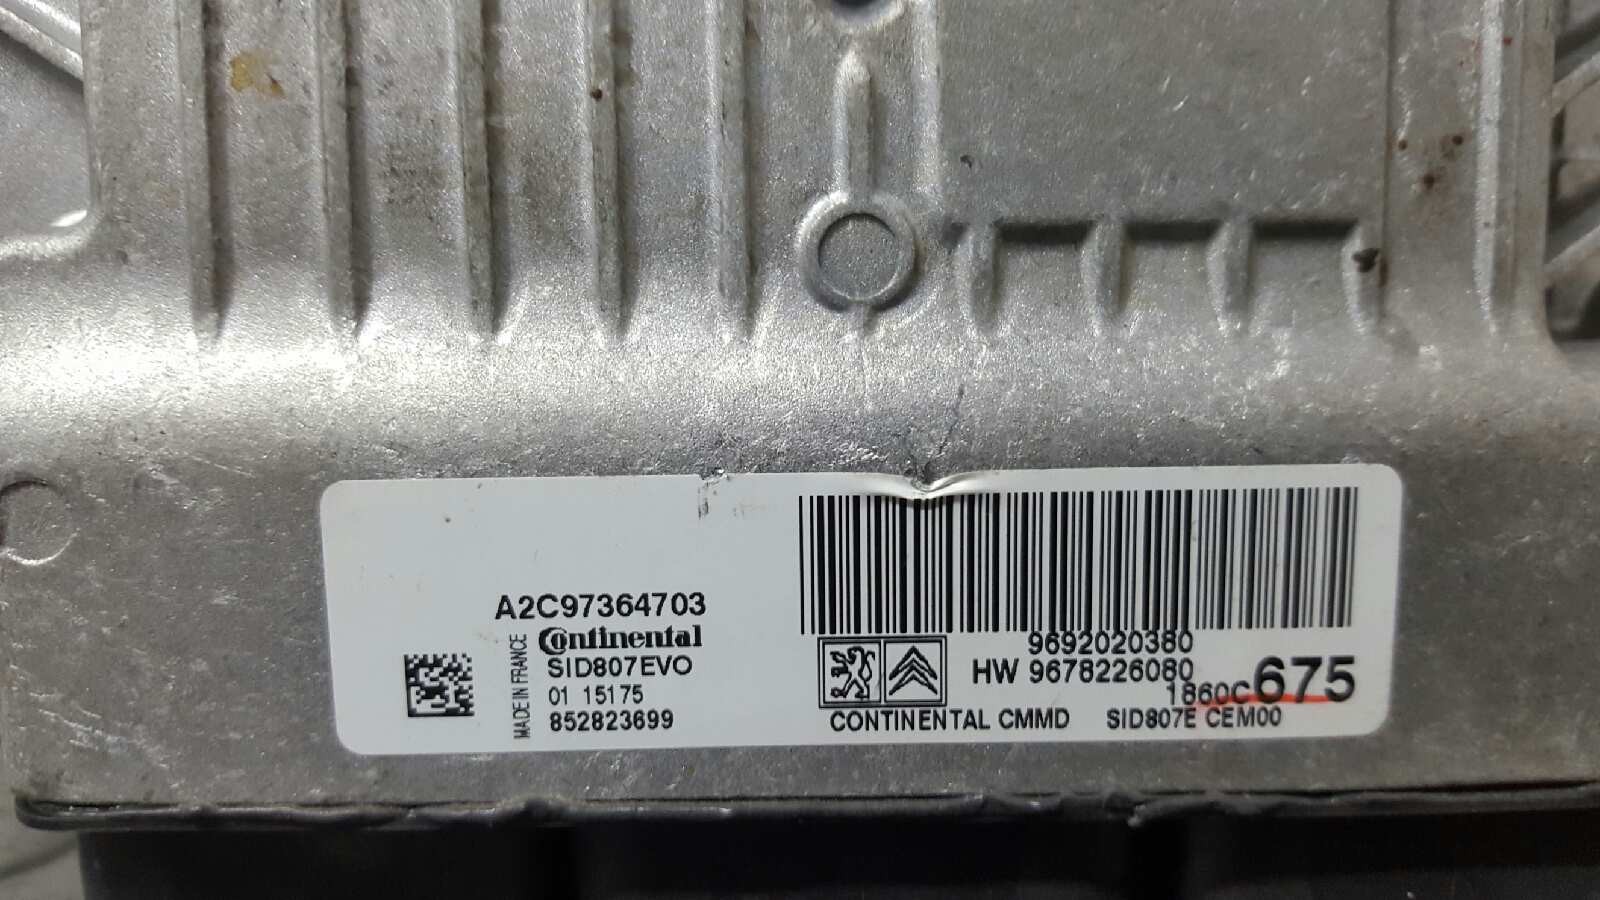 A2C97364703
Continental
MADE IN FRANCE
SID807EVO
01 15175
852823699
9692020380
HW 9678226080
1860C675
CONTINENTAL CMMD SID807E CEM00